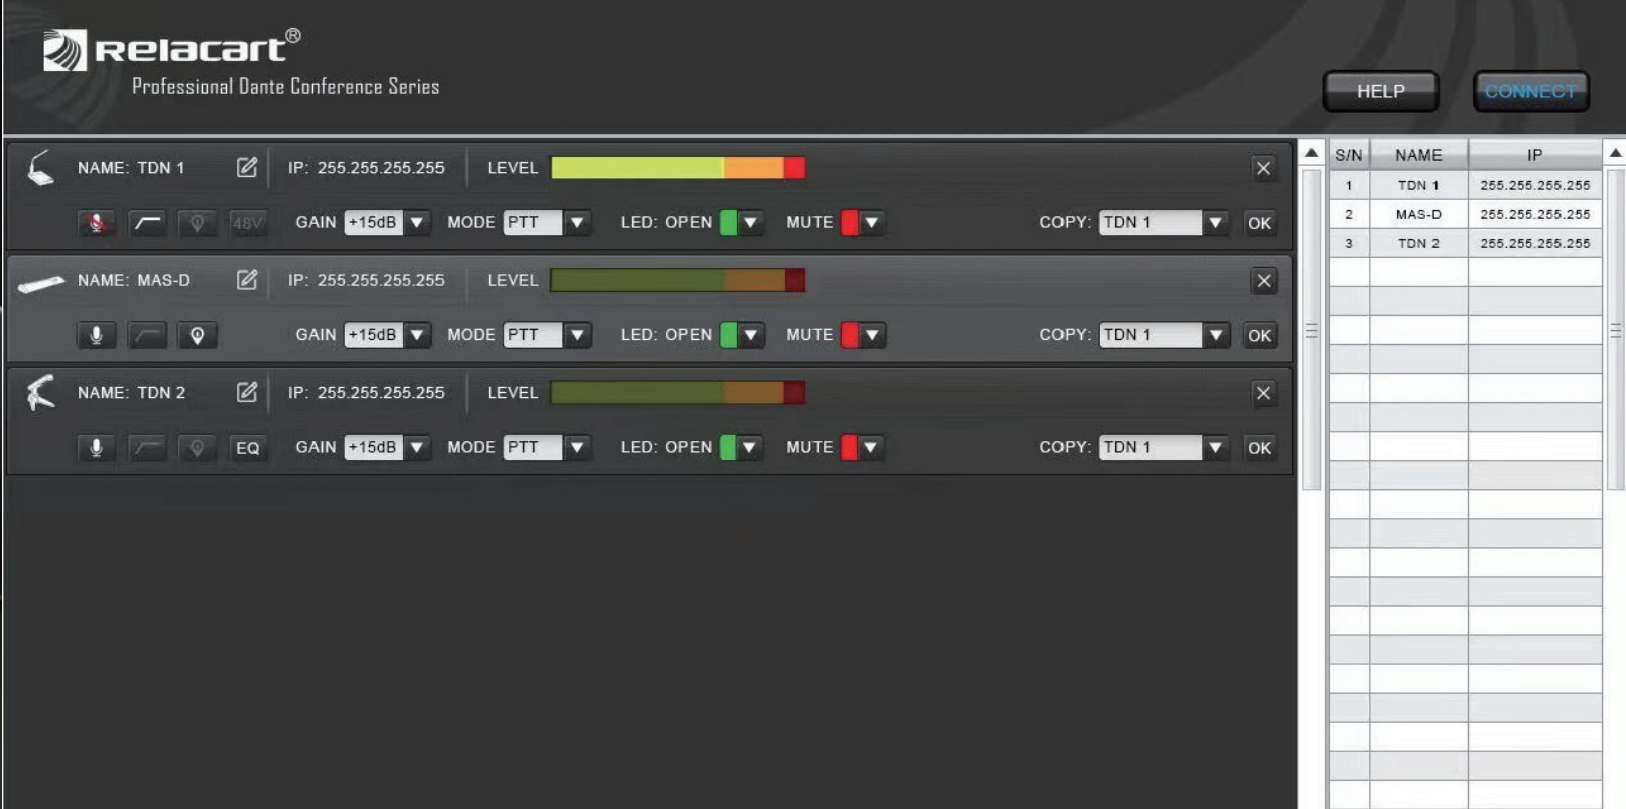 Relacart®
Professional Dante Conference Series
HELP CONNECT
NAME: TDN 1 IP: 255.255.255.255 LEVEL
48V GAIN +15dB MODE PTT LED: OPEN MUTE COPY: TDN 1 OK
NAME: MAS-D IP: 255.255.255.255 LEVEL
GAIN +15dB MODE PTT LED: OPEN MUTE COPY: TDN 1 OK
NAME: TDN 2 IP: 255.255.255.255 LEVEL
EQ GAIN +15dB MODE PTT LED: OPEN MUTE COPY: TDN 1 OK
S/N NAME IP
1 TDN 1 255.255.255.255
2 MAS-D 255.255.255.255
3 TDN 2 255.255.255.255